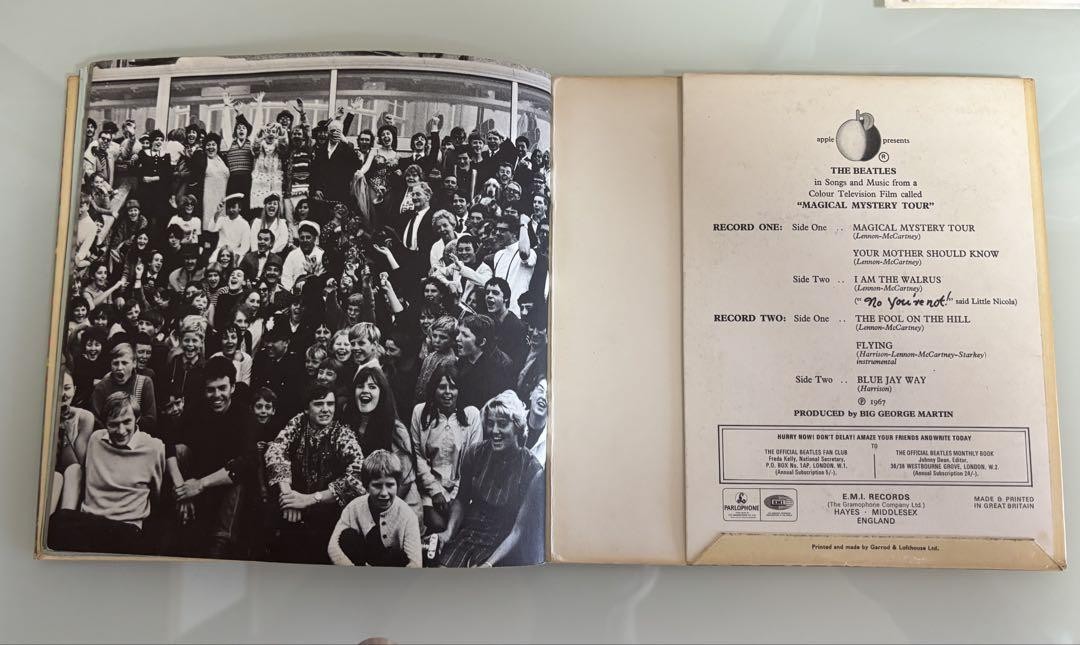 apple presents
®
THE BEATLES
in Songs and Music from a
Colour Television Film called
"MAGICAL MYSTERY TOUR"
RECORD ONE: Side One .. MAGICAL MYSTERY TOUR
(Lennon-McCartney)
YOUR MOTHER SHOULD KNOW
(Lennon-McCartney)
Side Two .. I AM THE WALRUS
(Lennon-McCartney)
("No you're not!" said Little Nicola)
RECORD TWO: Side One .. THE FOOL ON THE HILL
(Lennon-McCartney)
FLYING
(Harrison-Lennon-McCartney-Starkey)
instrumental
Side Two .. BLUE JAY WAY
(Harrison)
℗ 1967
PRODUCED by BIG GEORGE MARTIN
HURRY NOW! DON'T DELAY! AMAZE YOUR FRIENDS AND WRITE TODAY
TO
THE OFFICIAL BEATLES FAN CLUB
Freda Kelly, National Secretary,
P.O. BOX No. 1AP, LONDON, W.1.
(Annual Subscription 5/-).
THE OFFICIAL BEATLES MONTHLY BOOK
Johnny Dean, Editor,
36/38 WESTBOURNE GROVE, LONDON, W.2.
(Annual Subscription 24/-).
PARLOPHONE
EMI
E.M.I. RECORDS
(The Gramophone Company Ltd.)
HAYES · MIDDLESEX
ENGLAND
MADE & PRINTED
IN GREAT BRITAIN
Printed and made by Garrod & Lofthouse Ltd.